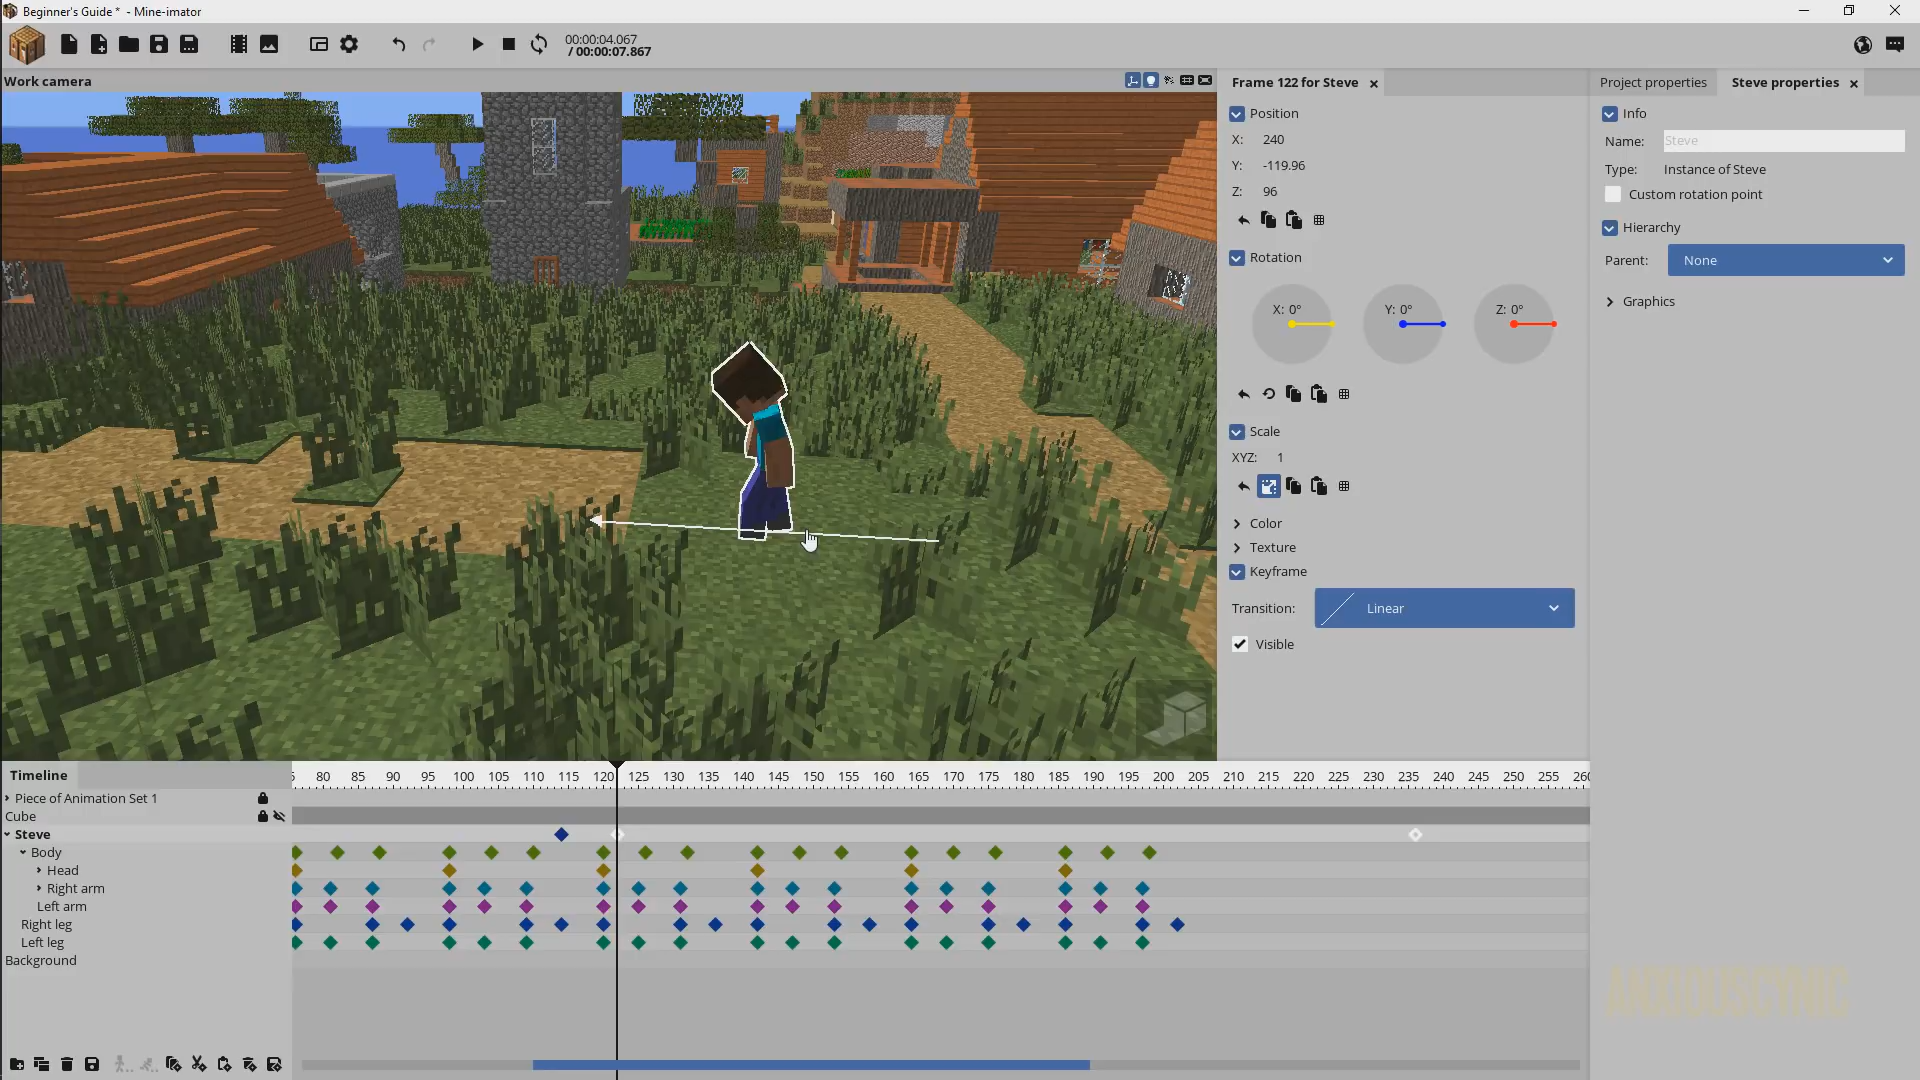 Beginner's Guide * - Mine-imator
00:00:04.067
/ 00:00:07.867
Work camera
Frame 122 for Steve
Project properties
Steve properties
Position
X: 240
Y: -119.96
Z: 96
Rotation
X: 0°
Y: 0°
Z: 0°
Scale
XYZ: 1
Color
Texture
Keyframe
Transition: Linear
Visible
Info
Name: Steve
Type: Instance of Steve
Custom rotation point
Hierarchy
Parent: None
Graphics
Timeline
80 85 90 95 100 105 110 115 120 125 130 135 140 145 150 155 160 165 170 175 180 185 190 195 200 205 210 215 220 225 230 235 240 245 250 255
Piece of Animation Set 1
Cube
Steve
Body
Head
Right arm
Left arm
Right leg
Left leg
Background
ANXIOUSCYNIC